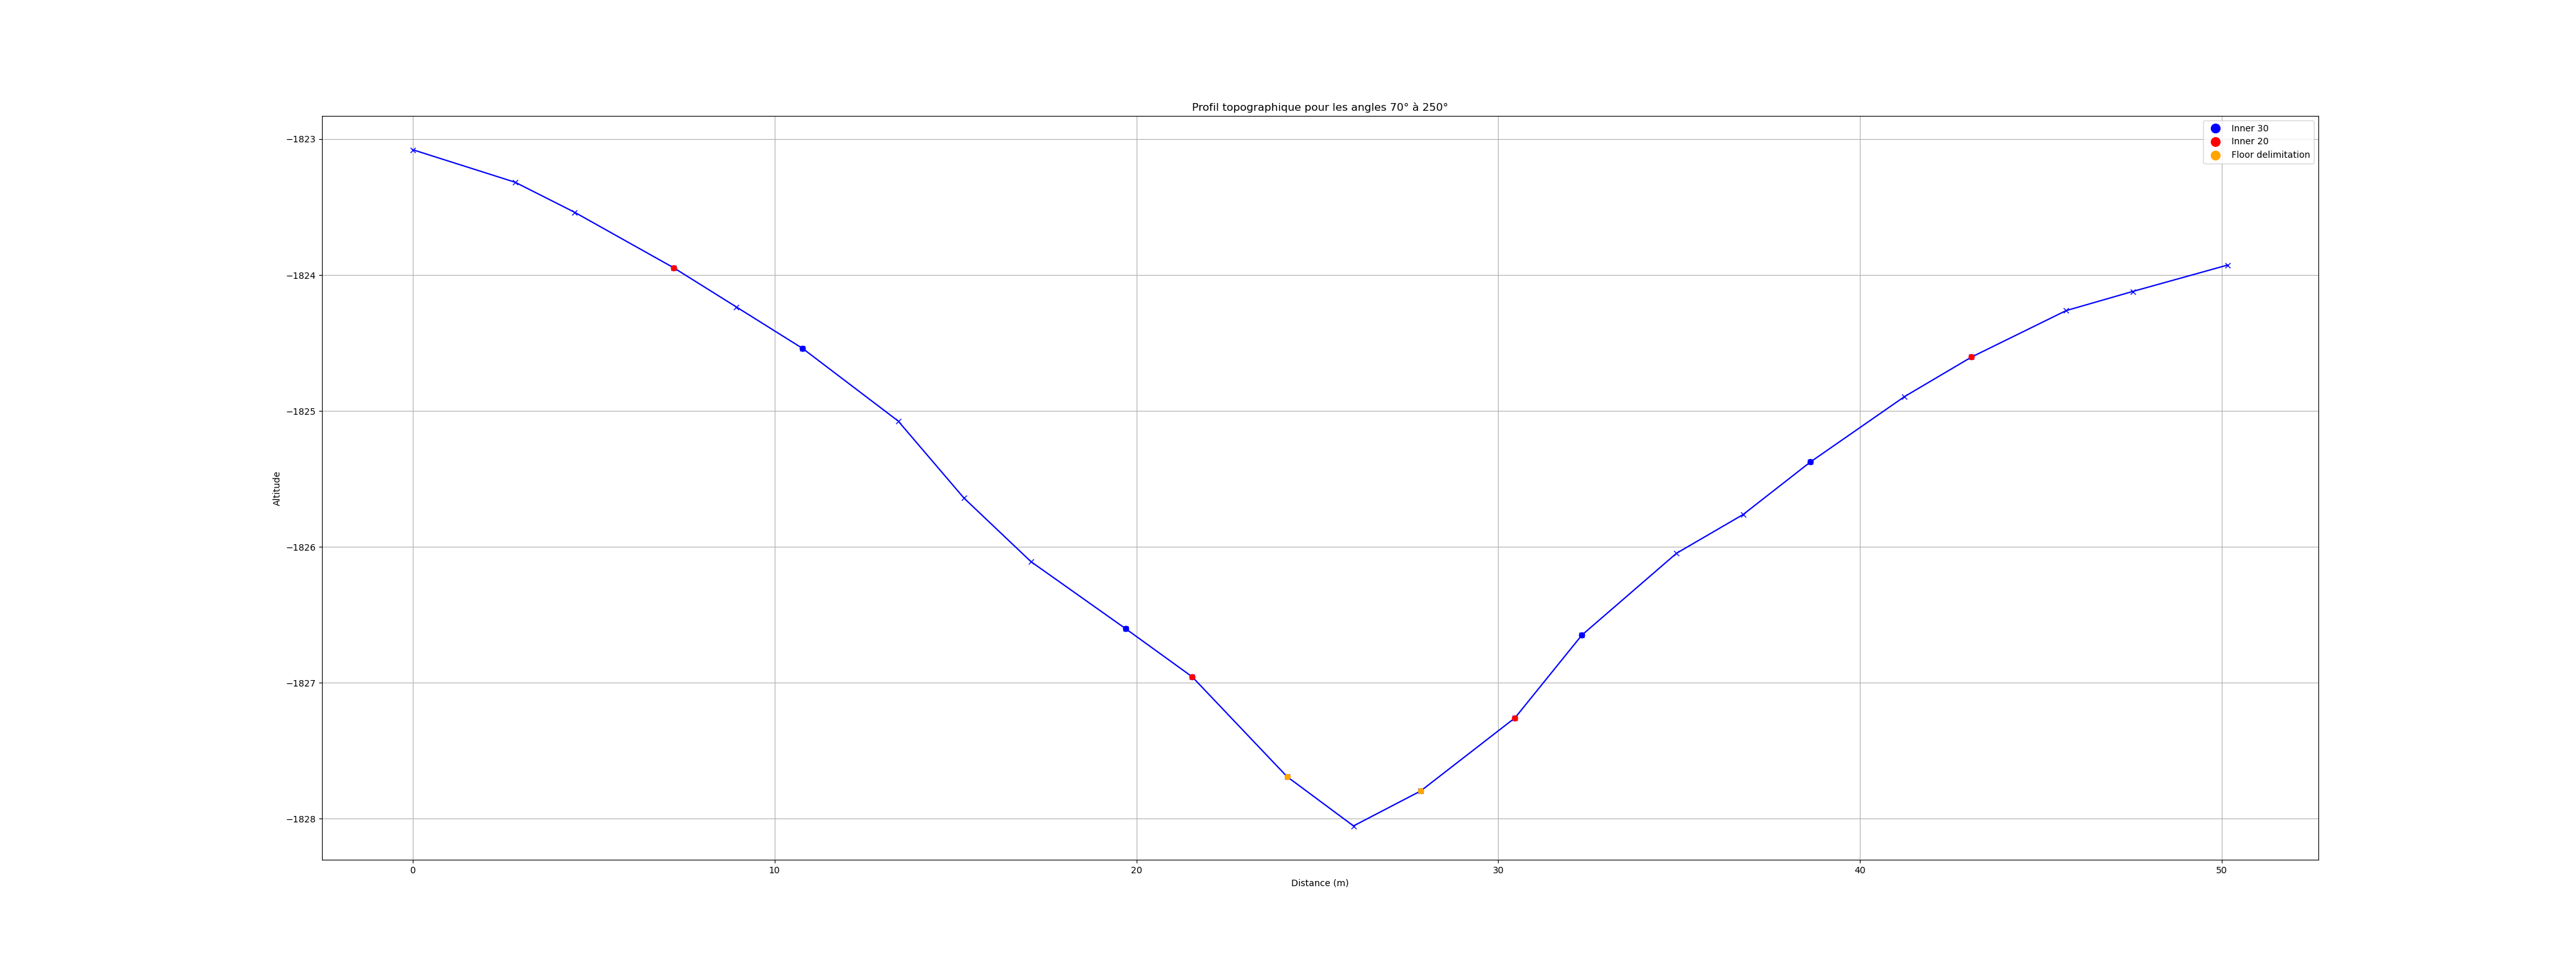 Profil topographique pour les angles 70° à 250°
Inner 30
Inner 20
Floor delimitation
Altitude
−1823
−1824
−1825
−1826
−1827
−1828
0 10 20 30 40 50
Distance (m)